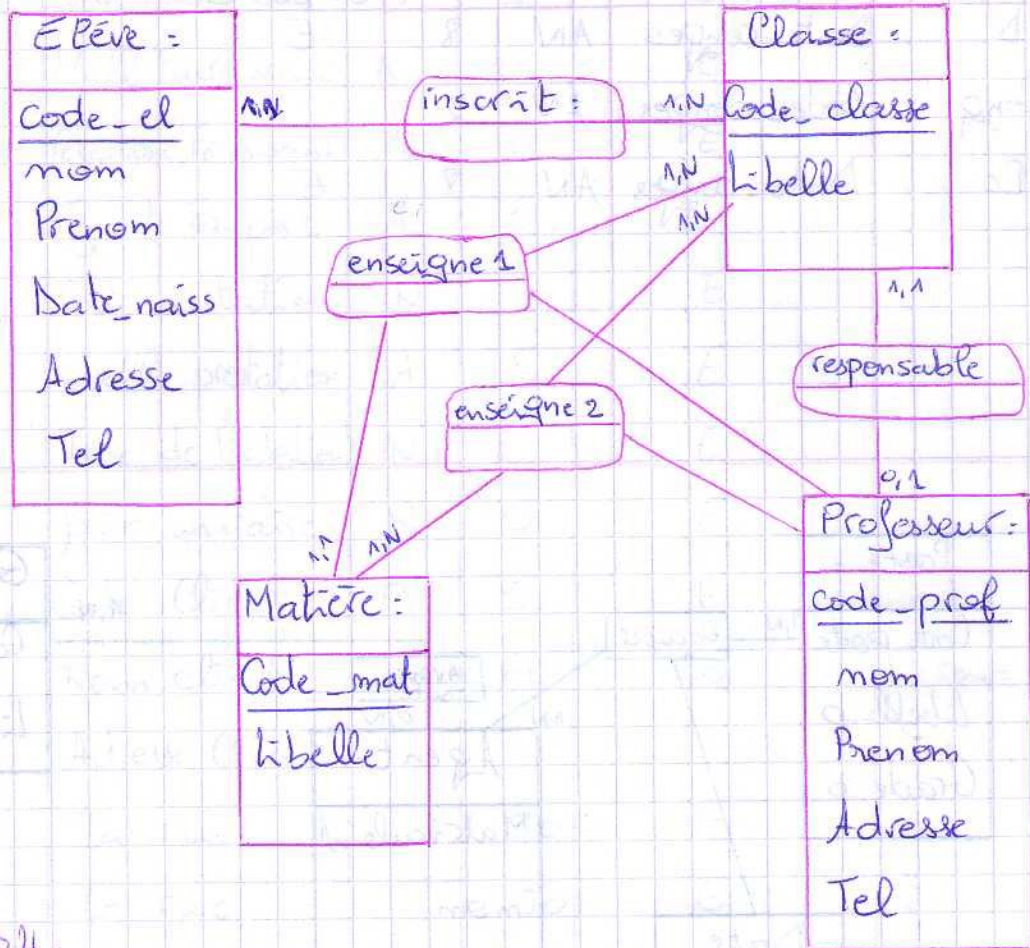 Elève :
Code_el
nom
Prenom
Date_naiss
Adresse
Tel
1,N
inscrit :
1,N
Classe :
Code_classe
Libelle
1,N
1,N
enseigne 1
enseigne 2
1,1
responsable
0,1
1,1
1,N
Matière :
Code_mat
Libelle
Professeur :
Code_prof
nom
Prenom
Adresse
Tel